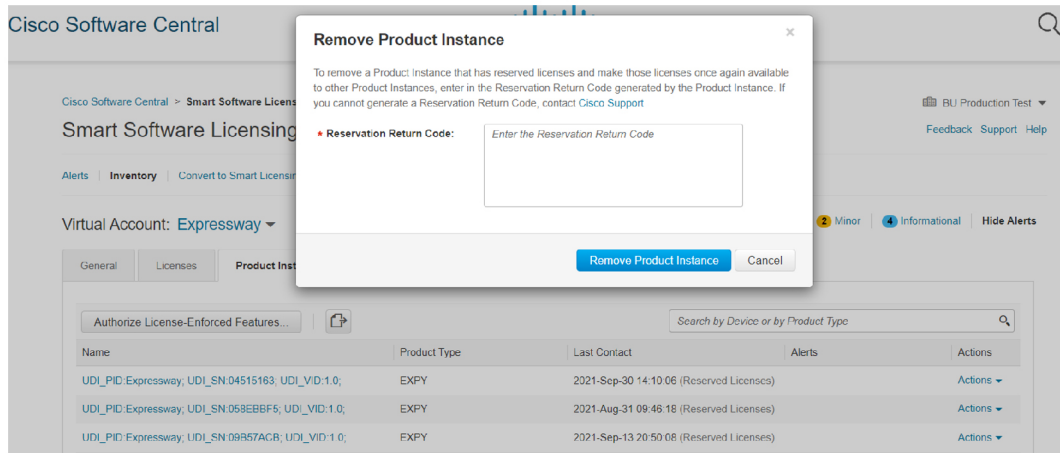 Cisco Software Central
Remove Product Instance
×
To remove a Product Instance that has reserved licenses and make those licenses once again available
to other Product Instances, enter in the Reservation Return Code generated by the Product Instance. If
you cannot generate a Reservation Return Code, contact Cisco Support
* Reservation Return Code:
Enter the Reservation Return Code
Remove Product Instance
Cancel
Cisco Software Central > Smart Software Licens
BU Production Test
Smart Software Licensing
Feedback Support Help
Alerts | Inventory | Convert to Smart Licensin
Virtual Account: Expressway
2 Minor | 4 Informational | Hide Alerts
General Licenses Product Inst
Authorize License-Enforced Features...
Search by Device or by Product Type
Name Product Type Last Contact Alerts Actions
UDI_PID:Expressway; UDI_SN:04515163; UDI_VID:1.0; EXPY 2021-Sep-30 14:10:06 (Reserved Licenses) Actions
UDI_PID:Expressway; UDI_SN:058EBBF5; UDI_VID:1.0; EXPY 2021-Aug-31 09:46:18 (Reserved Licenses) Actions
UDI_PID:Expressway; UDI_SN:09B57ACB; UDI_VID:1.0; EXPY 2021-Sep-13 20:50:08 (Reserved Licenses) Actions